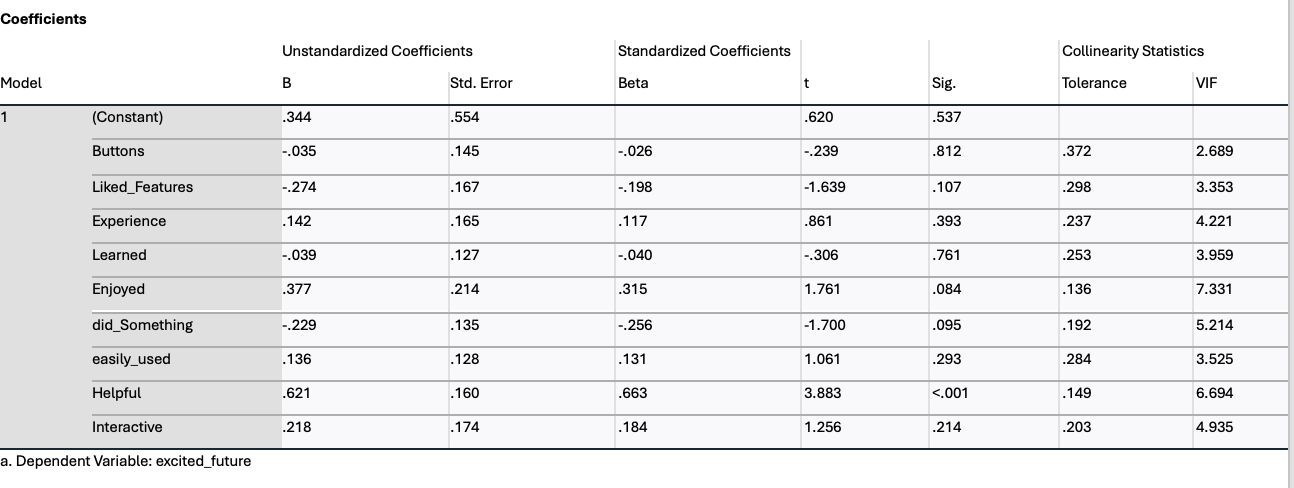 Coefficients
Unstandardized Coefficients Standardized Coefficients Collinearity Statistics
Model B Std. Error Beta t Sig. Tolerance VIF
1 (Constant) .344 .554 .620 .537
Buttons -.035 .145 -.026 -.239 .812 .372 2.689
Liked_Features -.274 .167 -.198 -1.639 .107 .298 3.353
Experience .142 .165 .117 .861 .393 .237 4.221
Learned -.039 .127 -.040 -.306 .761 .253 3.959
Enjoyed .377 .214 .315 1.761 .084 .136 7.331
did_Something -.229 .135 -.256 -1.700 .095 .192 5.214
easily_used .136 .128 .131 1.061 .293 .284 3.525
Helpful .621 .160 .663 3.883 <.001 .149 6.694
Interactive .218 .174 .184 1.256 .214 .203 4.935
a. Dependent Variable: excited_future